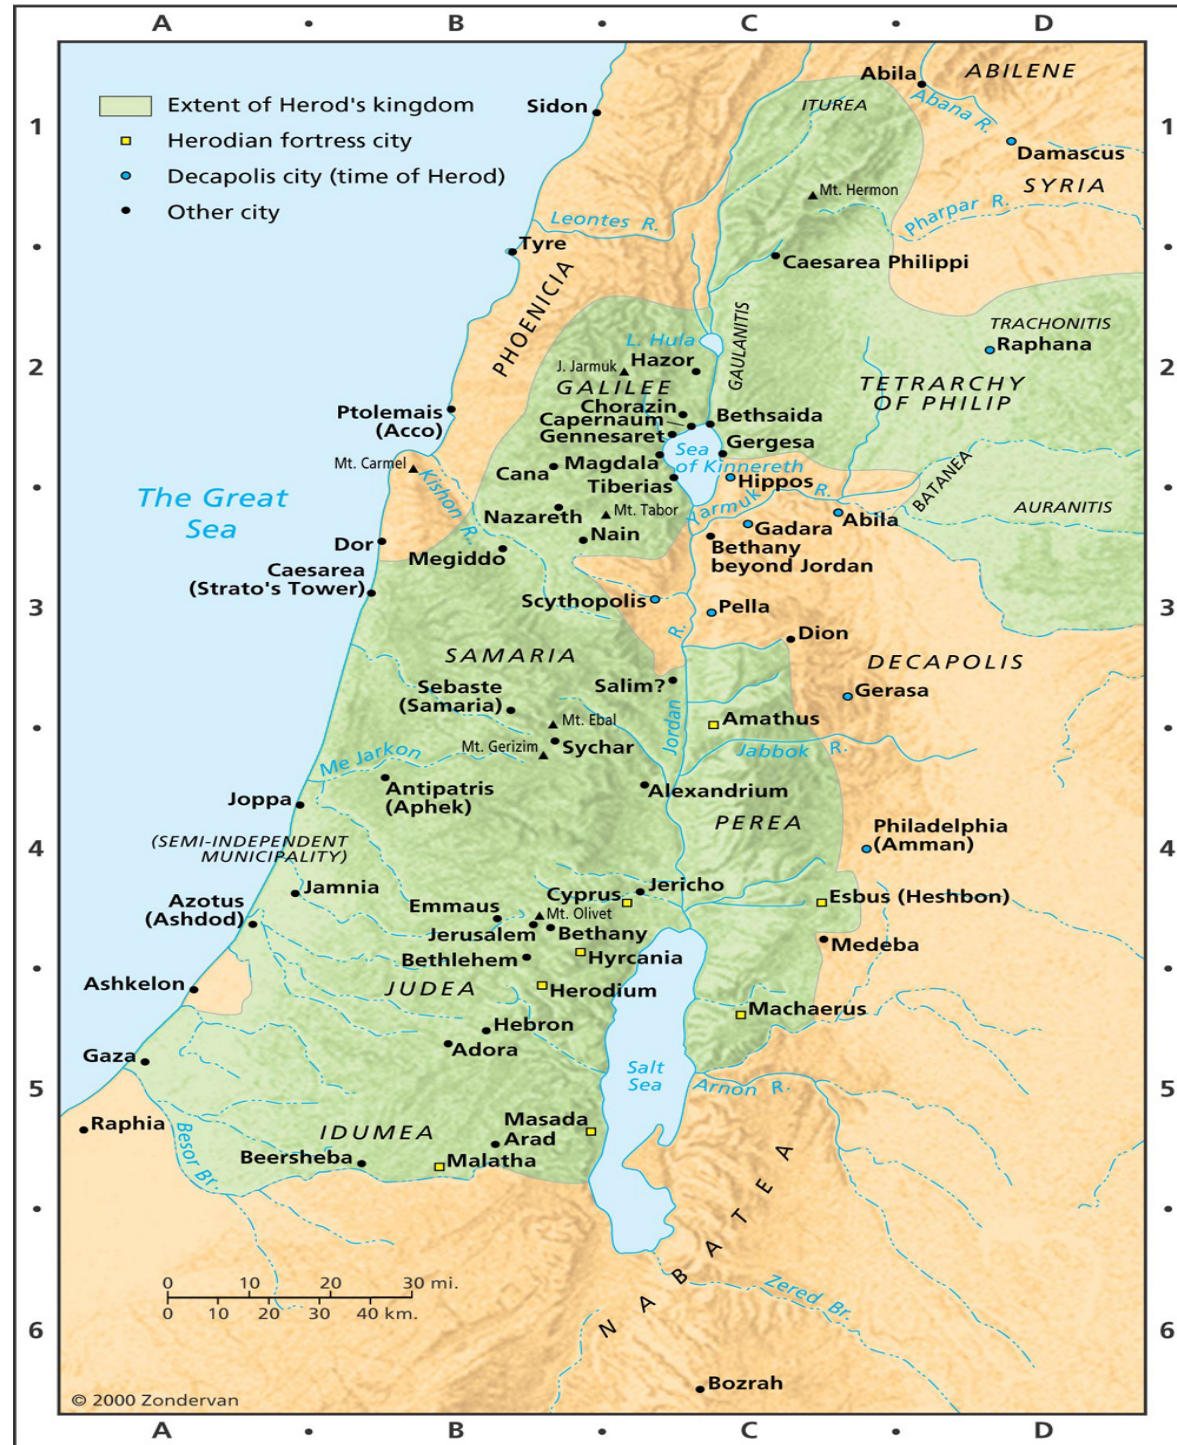 A B C D
Extent of Herod's kingdom
Herodian fortress city
Decapolis city (time of Herod)
Other city
1 1
2 2
3 3
4 4
5 5
6 6
Sidon
Abila
ABILENE
ITUREA
Abana R.
Damascus
SYRIA
Mt. Hermon
Pharpar R.
Leontes R.
Tyre
Caesarea Philippi
PHOENICIA
GAULANITIS
TRACHONITIS
Raphana
L. Hula
Hazor
J. Jarmuk
GALILEE
TETRARCHY
OF PHILIP
Chorazin
Capernaum
Gennesaret
Bethsaida
Ptolemais
(Acco)
Gergesa
Sea
of Kinnereth
Mt. Carmel
Kishon R.
Cana
Magdala
Tiberias
Hippos
BATANEA
AURANITIS
The Great
Sea
Yarmuk R.
Nazareth
Mt. Tabor
Gadara
Abila
Nain
Dor
Megiddo
Bethany
beyond Jordan
Caesarea
(Strato's Tower)
Scythopolis
Pella
Dion
SAMARIA
DECAPOLIS
Salim?
Sebaste
(Samaria)
Gerasa
Mt. Ebal
Amathus
Jordan R.
Mt. Gerizim
Sychar
Jabbok R.
Me Jarkon
Antipatris
(Aphek)
Alexandrium
Joppa
PEREA
(SEMI-INDEPENDENT
MUNICIPALITY)
Philadelphia
(Amman)
Jamnia
Cyprus
Jericho
Esbus (Heshbon)
Azotus
(Ashdod)
Emmaus
Mt. Olivet
Jerusalem
Bethany
Medeba
Bethlehem
Hyrcania
Ashkelon
JUDEA
Herodium
Machaerus
Hebron
Adora
Gaza
Salt
Sea
Arnon R.
Raphia
Masada
IDUMEA
Arad
Besor Br.
Beersheba
Malatha
NABATEA
0 10 20 30 mi.
0 10 20 30 40 km.
Zered Br.
Bozrah
© 2000 Zondervan
A B C D